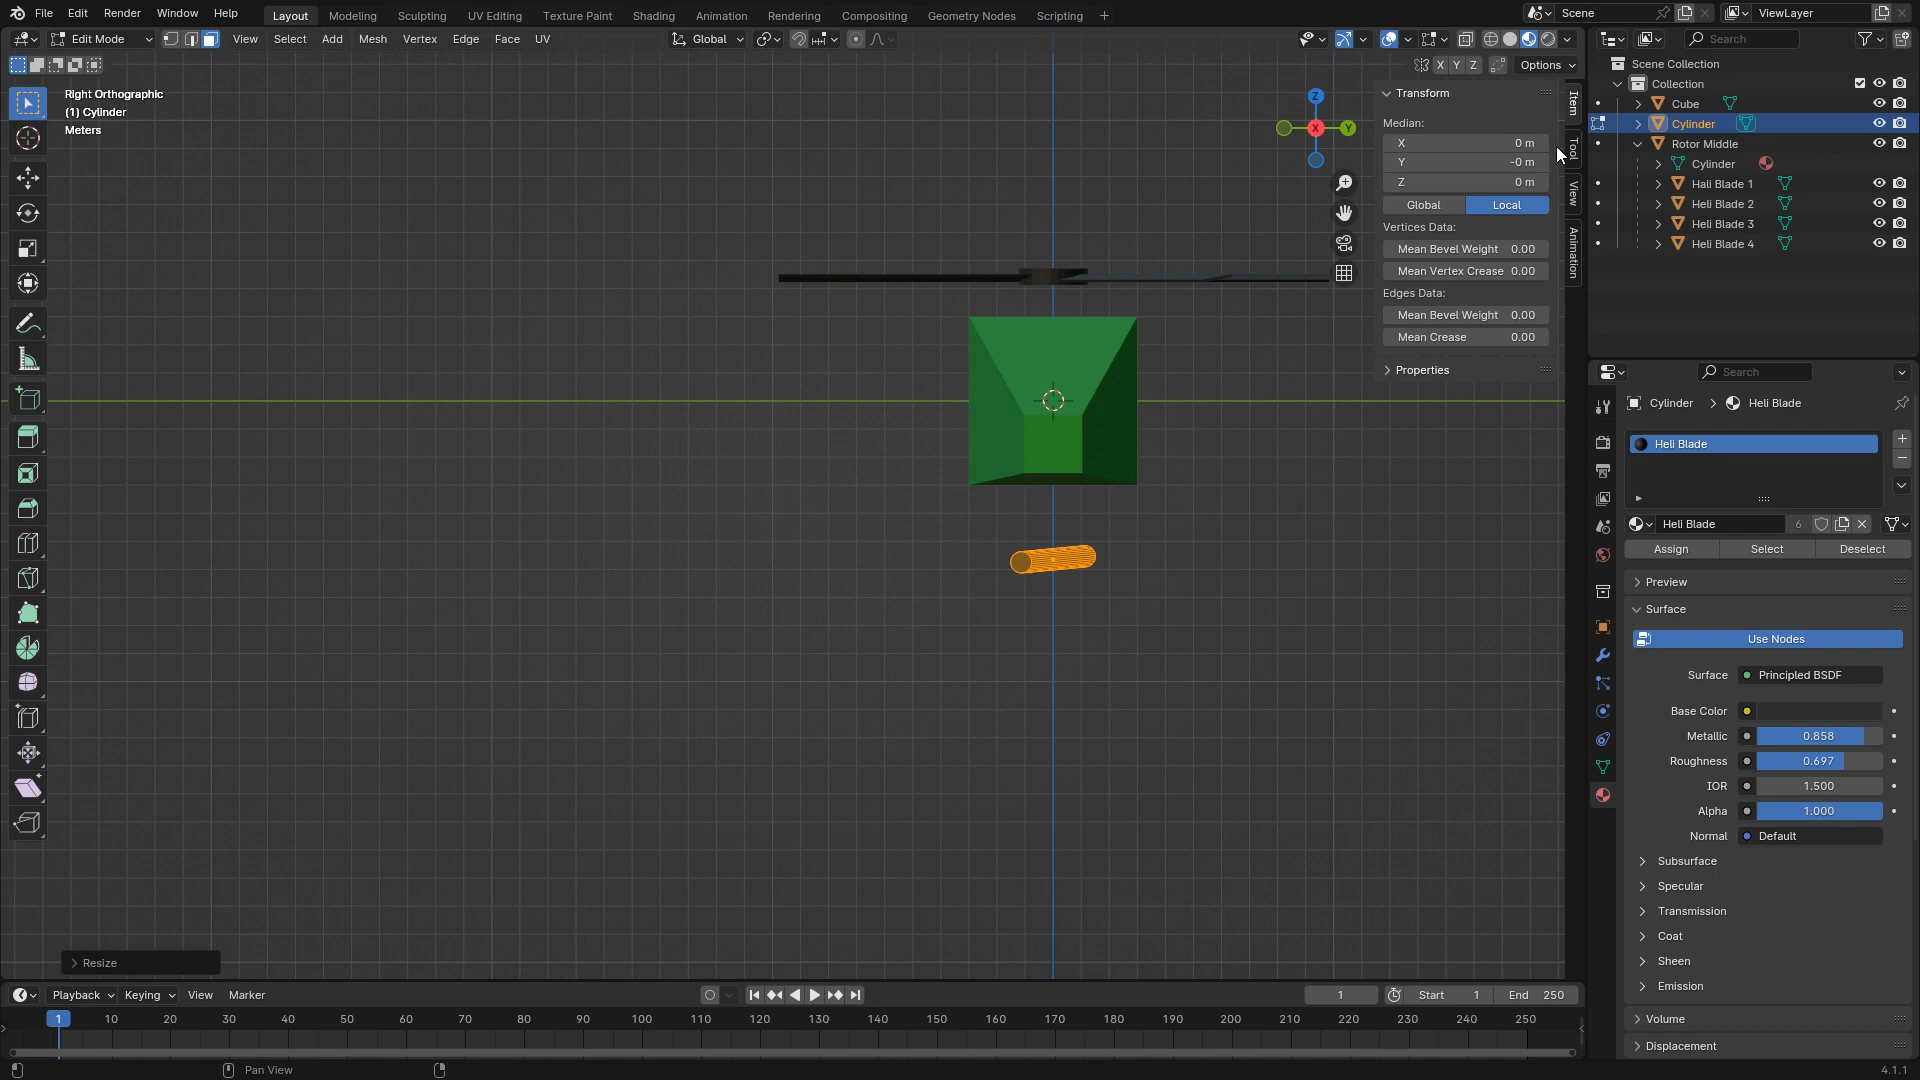 File Edit Render Window Help Layout Modeling Sculpting UV Editing Texture Paint Shading Animation Rendering Compositing Geometry Nodes Scripting + Scene ViewLayer
Edit Mode View Select Add Mesh Vertex Edge Face UV Global Search
X Y Z Options
Right Orthographic
(1) Cylinder
Meters
Z
X Y
Transform
Median:
X 0 m
Y -0 m
Z 0 m
Global Local
Vertices Data:
Mean Bevel Weight 0.00
Mean Vertex Crease 0.00
Edges Data:
Mean Bevel Weight 0.00
Mean Crease 0.00
Properties
Item
Tool
View
Animation
Scene Collection
Collection
Cube
Cylinder
Rotor Middle
Cylinder
Hali Blade 1
Heli Blade 2
Heli Blade 3
Heli Blade 4
Search
Cylinder > Heli Blade
Heli Blade
Heli Blade 6
Assign Select Deselect
Preview
Surface
Use Nodes
Surface Principled BSDF
Base Color
Metallic 0.858
Roughness 0.697
IOR 1.500
Alpha 1.000
Normal Default
Subsurface
Specular
Transmission
Coat
Sheen
Emission
Volume
Displacement
Resize
Playback Keying View Marker 1 Start 1 End 250
1 10 20 30 40 50 60 70 80 90 100 110 120 130 140 150 160 170 180 190 200 210 220 230 240 250
Pan View 4.1.1